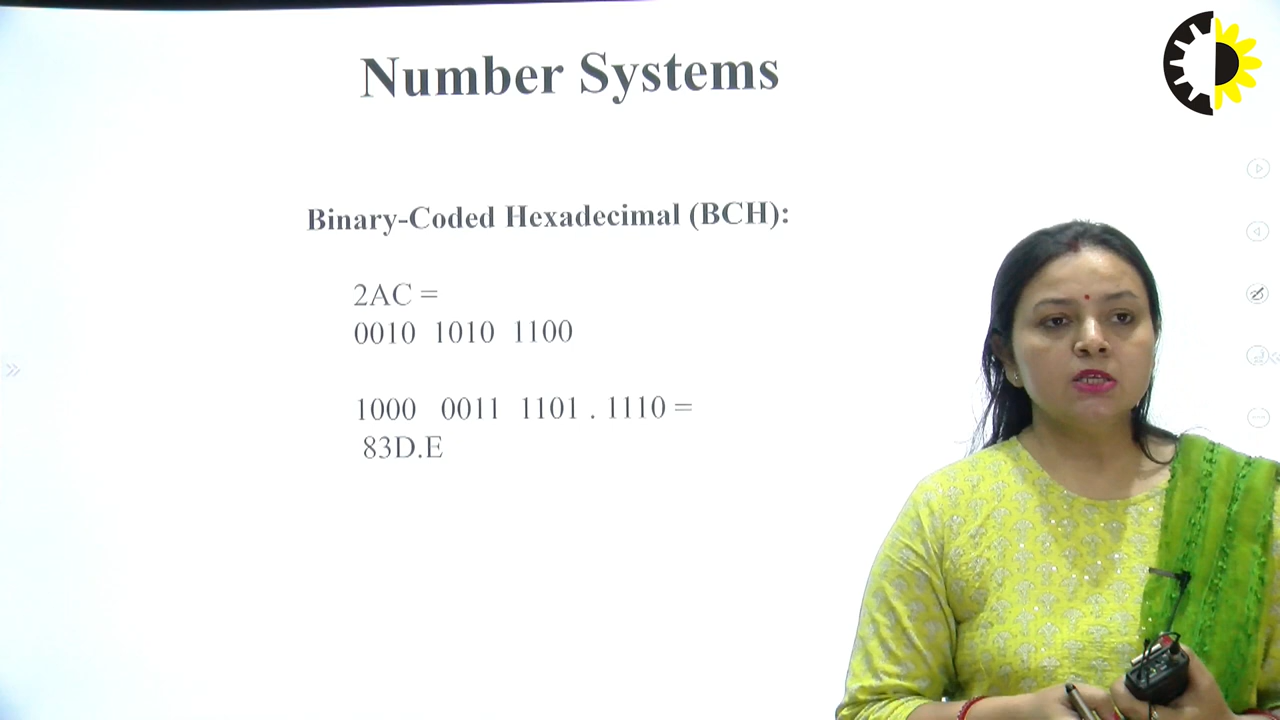 Number Systems
Binary-Coded Hexadecimal (BCH):
2AC =
0010 1010 1100
1000 0011 1101 . 1110 =
83D.E